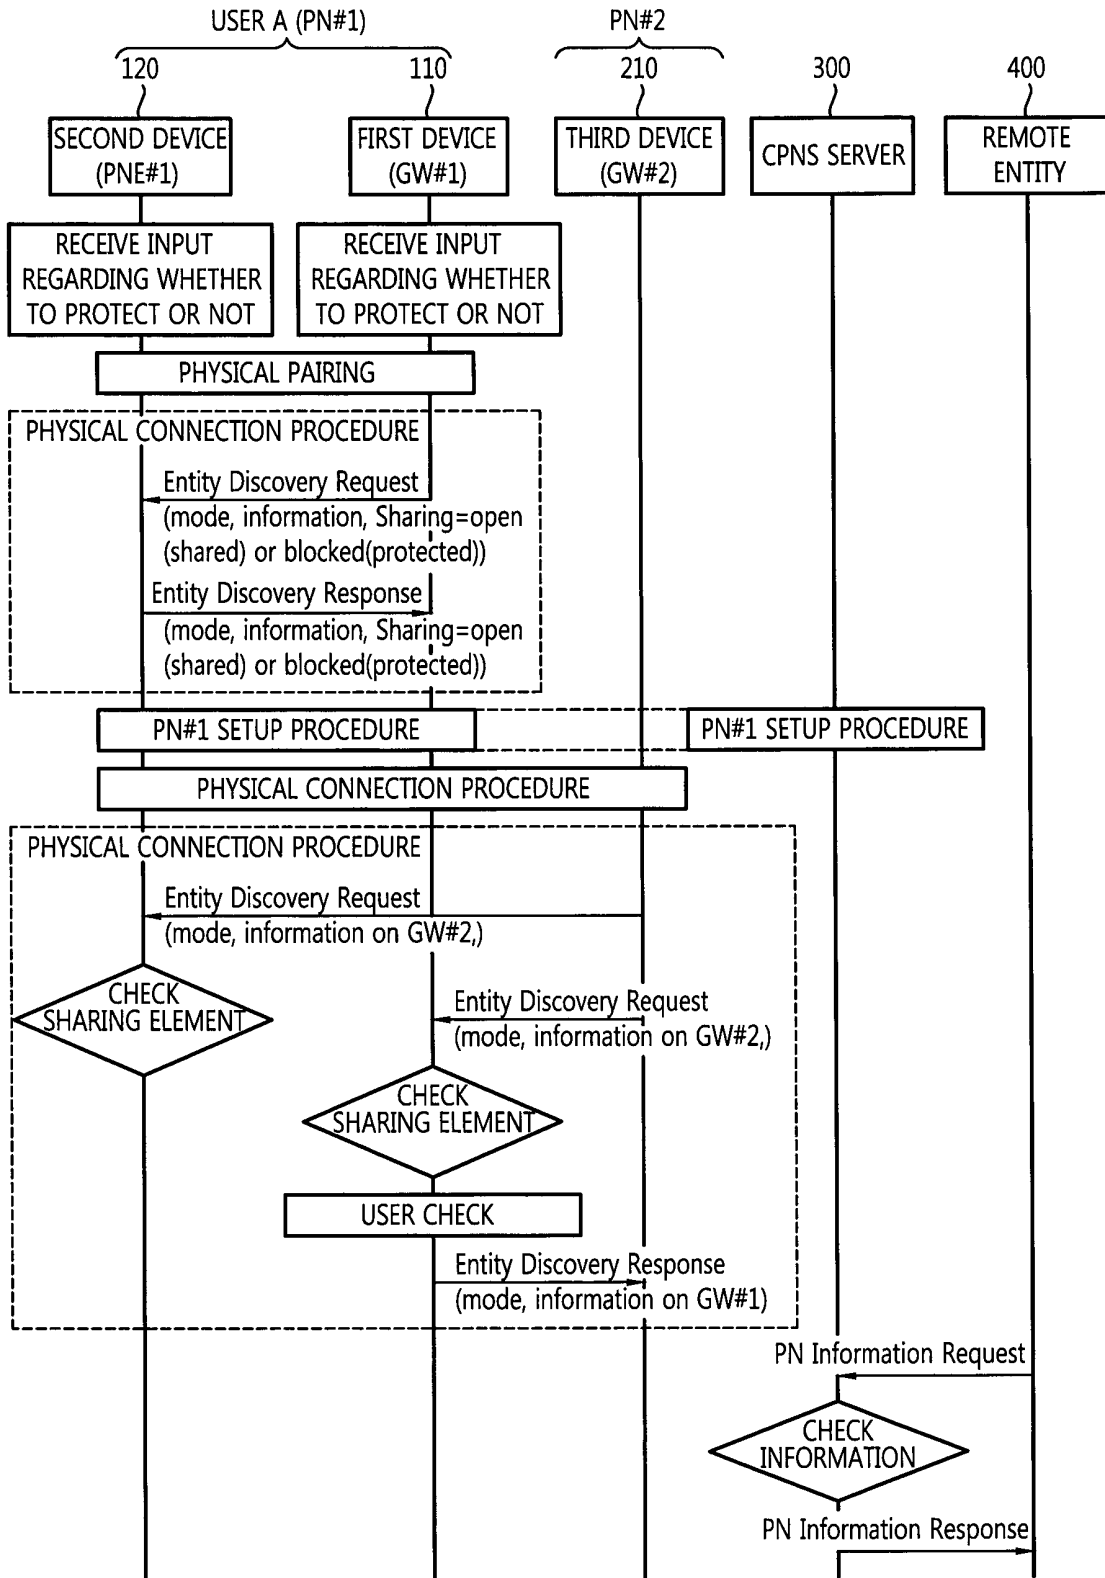 USER A (PN#1)
PN#2
120
110
210
300
400
SECOND DEVICE
(PNE#1)
FIRST DEVICE
(GW#1)
THIRD DEVICE
(GW#2)
CPNS SERVER
REMOTE
ENTITY
RECEIVE INPUT
REGARDING WHETHER
TO PROTECT OR NOT
RECEIVE INPUT
REGARDING WHETHER
TO PROTECT OR NOT
PHYSICAL PAIRING
PHYSICAL CONNECTION PROCEDURE
Entity Discovery Request
(mode, information, Sharing=open
(shared) or blocked(protected))
Entity Discovery Response
(mode, information, Sharing=open
(shared) or blocked(protected))
PN#1 SETUP PROCEDURE
PN#1 SETUP PROCEDURE
PHYSICAL CONNECTION PROCEDURE
PHYSICAL CONNECTION PROCEDURE
Entity Discovery Request
(mode, information on GW#2,)
CHECK
SHARING ELEMENT
Entity Discovery Request
(mode, information on GW#2,)
CHECK
SHARING ELEMENT
USER CHECK
Entity Discovery Response
(mode, information on GW#1)
PN Information Request
CHECK
INFORMATION
PN Information Response